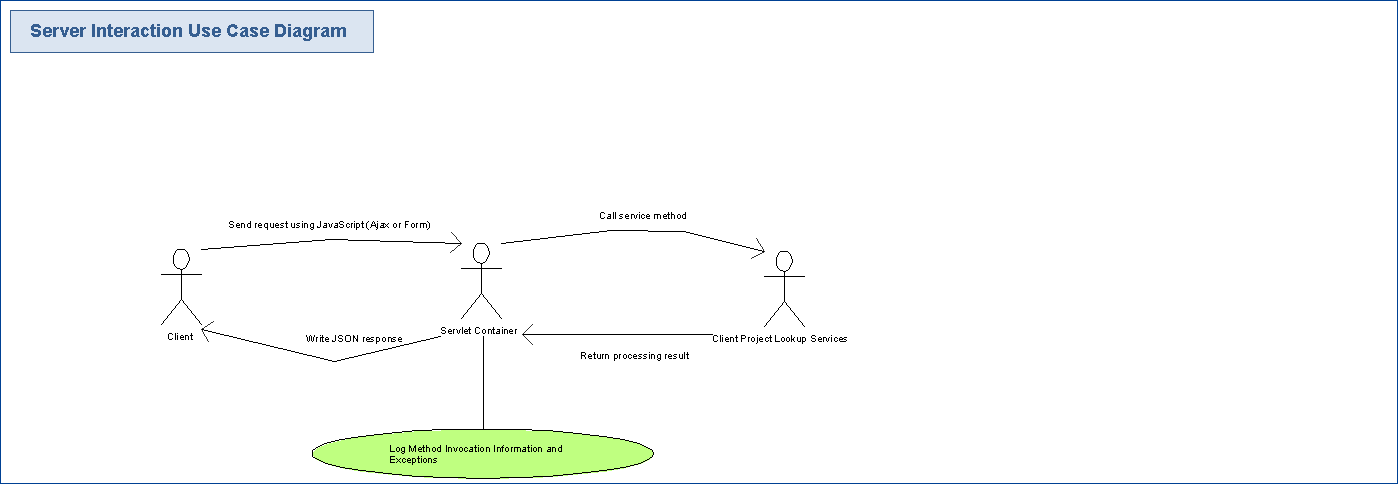 Server Interaction Use Case Diagram
Call service method
Send request using JavaScript (Ajax or Form)
Servlet Container
Client
Write JSON response
Client Project Lookup Services
Return processing result
Log Method Invocation Information and
Exceptions